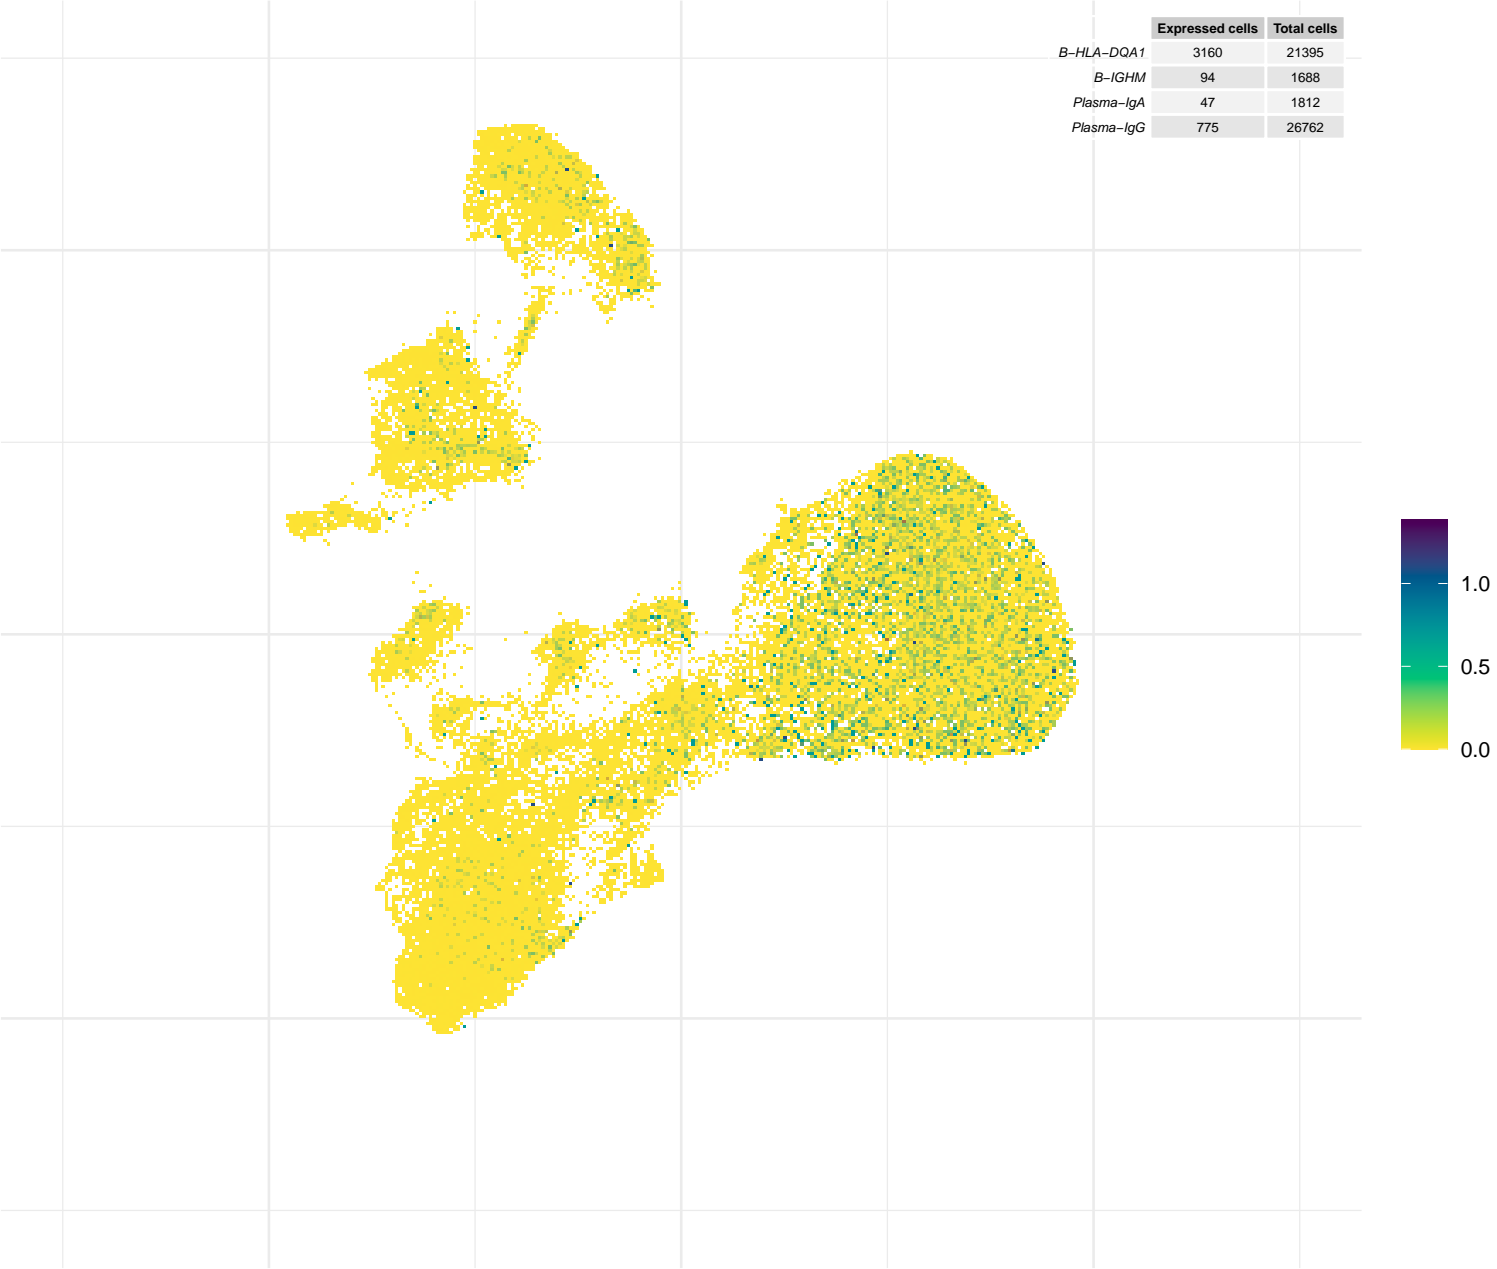 Expressed cells Total cells
B−HLA−DQA1 3160 21395
B−IGHM 94 1688
Plasma−IgA 47 1812
Plasma−IgG 775 26762
1.0
0.5
0.0